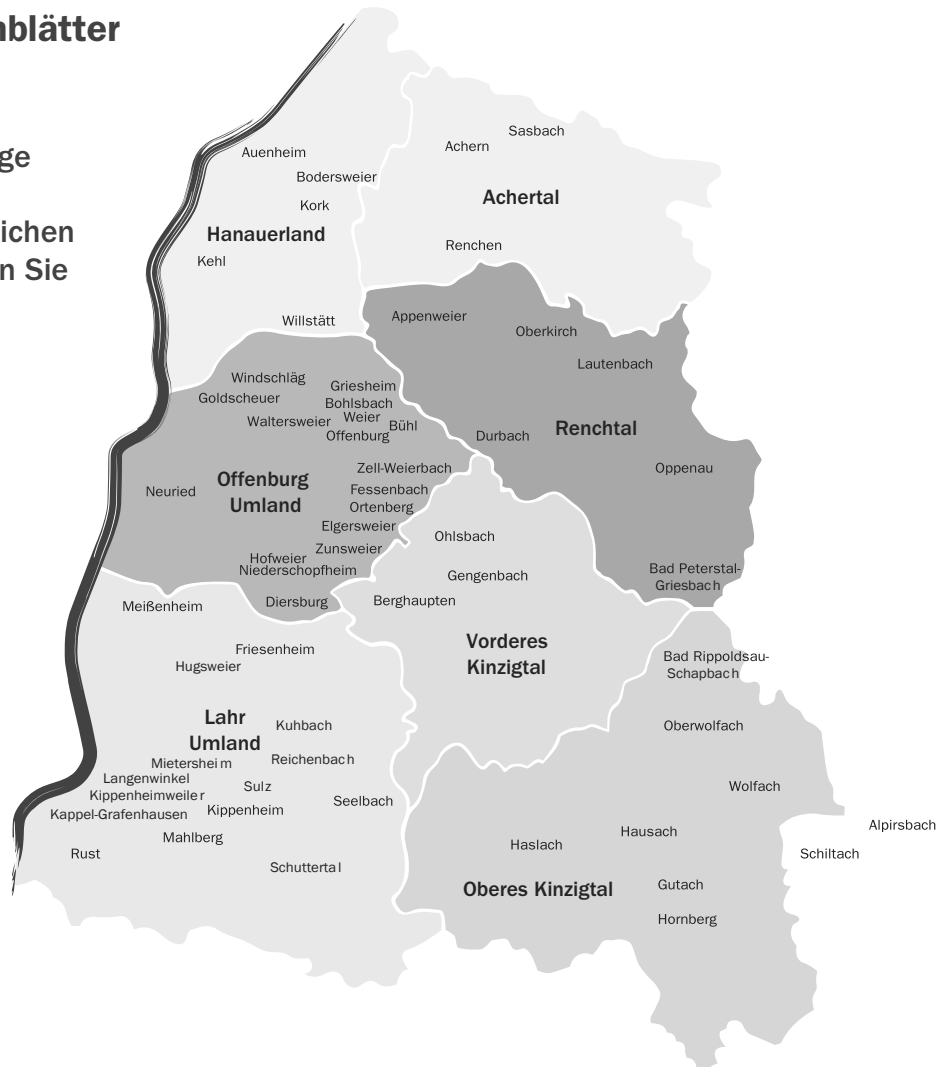 nblätter
ge
ichen
n Sie
Sasbach
Achern
Auenheim
Bodersweier
Achertal
Kork
Hanauerland
Renchen
Kehl
Willstätt
Appenweier
Oberkirch
Lautenbach
Windschläg
Griesheim
Goldscheuer
Bohlsbach
Waltersweier
Weier
Bühl
Offenburg
Durbach
Renchtal
Oppenau
Zell-Weierbach
Offenburg
Umland
Neuried
Fessenbach
Ortenberg
Elgersweier
Ohlsbach
Zunsweier
Hofweier
Niederschopfheim
Gengenbach
Bad Peterstal-
Griesbach
Diersburg
Berghaupten
Meißenheim
Vorderes
Kinzigtal
Friesenheim
Hugsweier
Bad Rippoldsau-
Schapbach
Lahr
Umland
Kuhbach
Oberwolfach
Mietersheim
Reichenbach
Langenwinkel
Sulz
Wolfach
Kippenheimweiler
Seelbach
Kappel-Grafenhausen
Kippenheim
Alpirsbach
Mahlberg
Hausach
Haslach
Rust
Schiltach
Schuttertal
Oberes Kinzigtal
Gutach
Hornberg